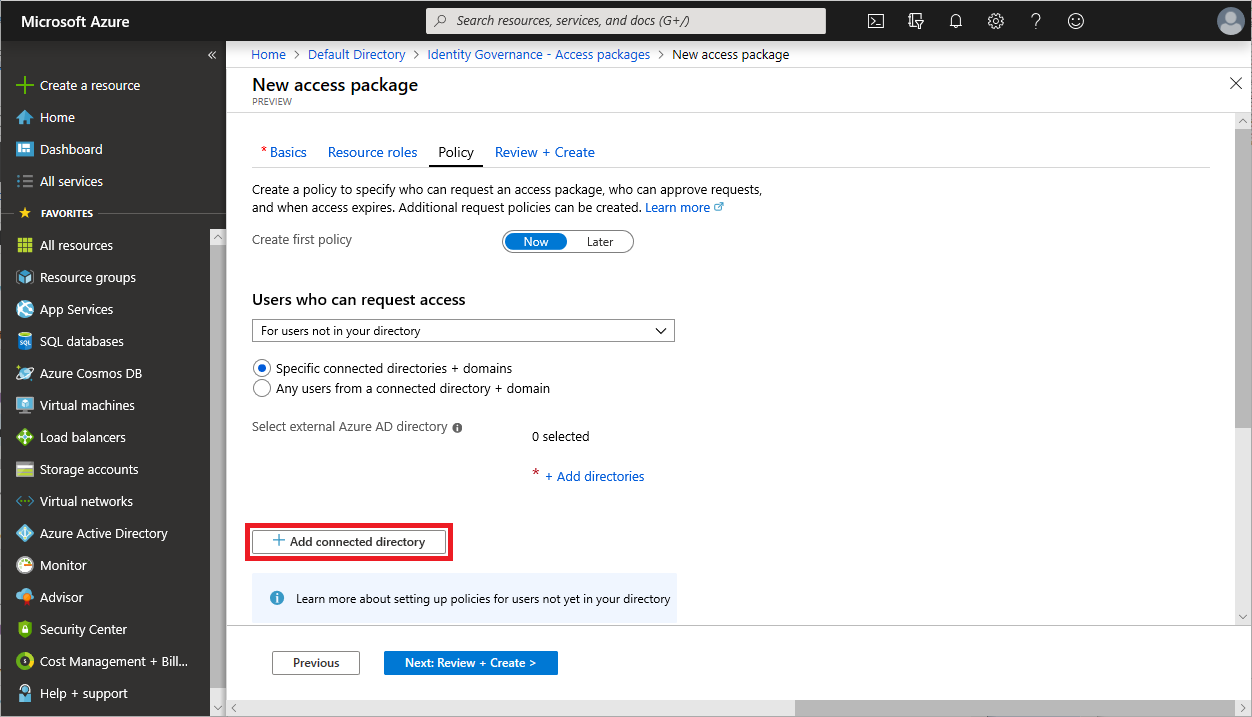 Microsoft Azure
Search resources, services, and docs (G+/)
«
Create a resource
Home
Dashboard
All services
FAVORITES
All resources
Resource groups
App Services
SQL databases
Azure Cosmos DB
Virtual machines
Load balancers
Storage accounts
Virtual networks
Azure Active Directory
Monitor
Advisor
Security Center
Cost Management + Bill...
Help + support
Home > Default Directory > Identity Governance - Access packages > New access package
New access package
PREVIEW
* Basics Resource roles Policy Review + Create
Create a policy to specify who can request an access package, who can approve requests,
and when access expires. Additional request policies can be created. Learn more
Create first policy Now Later
Users who can request access
For users not in your directory
Specific connected directories + domains
Any users from a connected directory + domain
Select external Azure AD directory
0 selected
* + Add directories
+ Add connected directory
Learn more about setting up policies for users not yet in your directory
Previous Next: Review + Create >